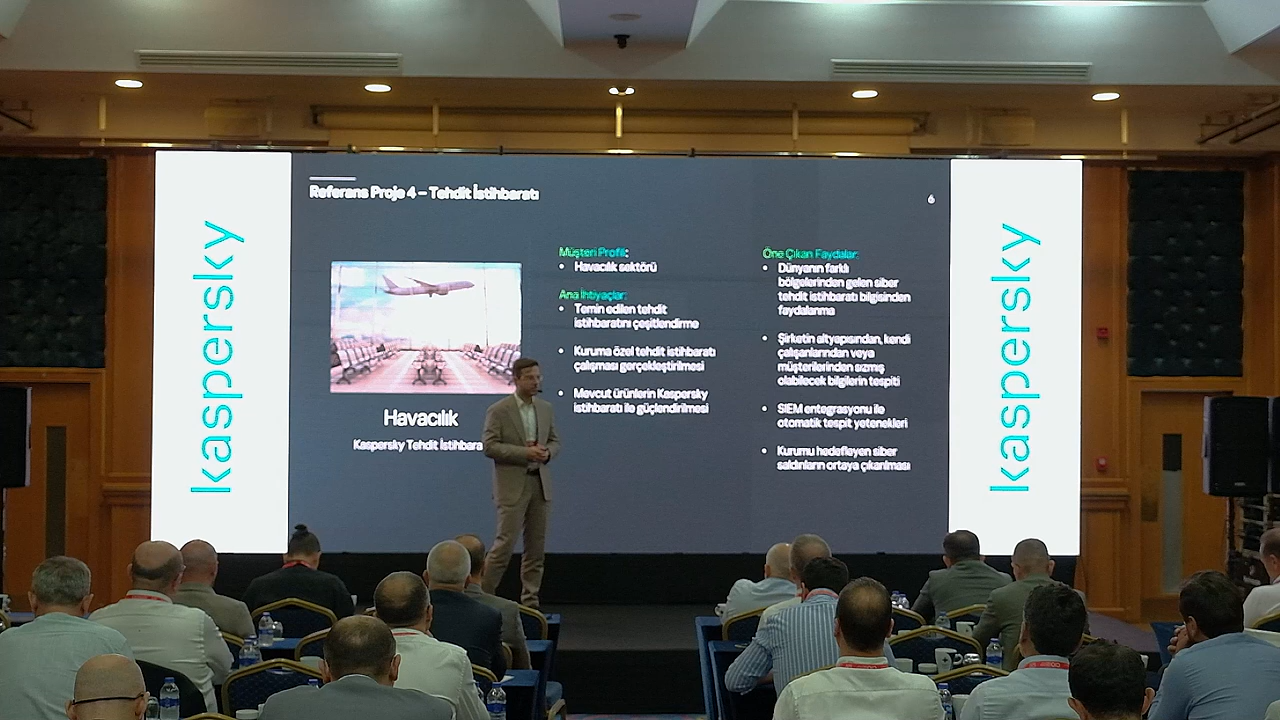 Referans Proje 4 – Tehdit İstihbaratı
6
kaspersky
Havacılık
Kaspersky Tehdit
Müşteri Profili:
• Havacılık sektörü
Ana İhtiyaçlar:
• Temin edilen tehdit
istihbaratını çeşitlendirme
• Kuruma özel tehdit istihbaratı
çalışması gerçekleştirilmesi
• Mevcut ürünlerin Kaspersky
istihbaratı ile güçlendirilmesi
Öne Çıkan Faydalar:
• Dünyanın farklı
bölgelerinden gelen siber
tehdit istihbaratı bilgisinden
faydalanma
• Şirketin altyapısından, kendi
çalışanlarından veya
müşterilerinden sızmış
olabilecek bilgilerin tespiti
• SIEM entegrasyonu ile
otomatik tespit yetenekleri
• Kurumu hedefleyen siber
saldırıların ortaya çıkarılması
kaspersky